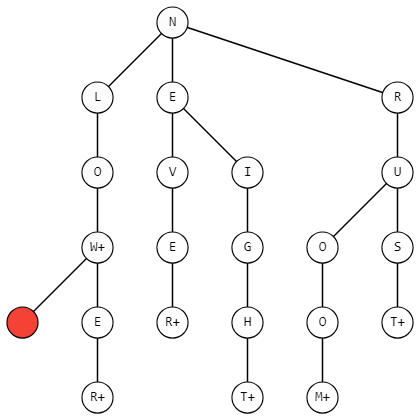 N
L E R
O V I U
W+ E G O S
E R+ H O T+
R+ T+ M+